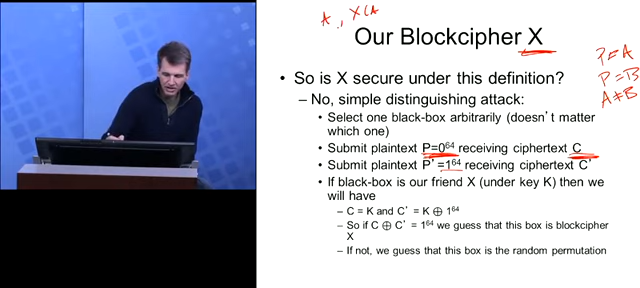 A , X(A
Our Blockcipher X
P=A
P=B
A≠B
• So is X secure under this definition?
– No, simple distinguishing attack:
• Select one black-box arbitrarily (doesn't matter
which one)
• Submit plaintext P=0⁶⁴ receiving ciphertext C
• Submit plaintext P'=1⁶⁴ receiving ciphertext C'
• If black-box is our friend X (under key K) then we
will have
– C = K and C' = K ⊕ 1⁶⁴
– So if C ⊕ C' = 1⁶⁴ we guess that this box is blockcipher
X
– If not, we guess that this box is the random permutation